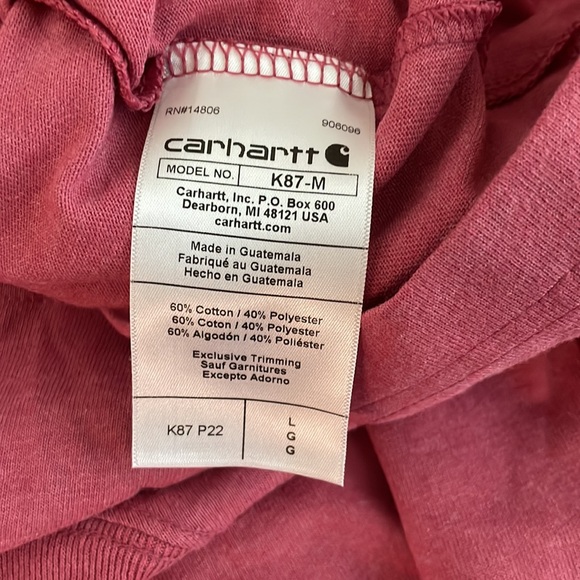 RN#14806
906096
carhartt
MODEL NO. K87-M
Carhartt, Inc. P.O. Box 600
Dearborn, MI 48121 USA
carhartt.com
Made in Guatemala
Fabriqué au Guatemala
Hecho en Guatemala
60% Cotton / 40% Polyester
60% Coton / 40% Polyester
60% Algodón / 40% Poliéster
Exclusive Trimming
Sauf Garnitures
Excepto Adorno
K87 P22
L
G
G